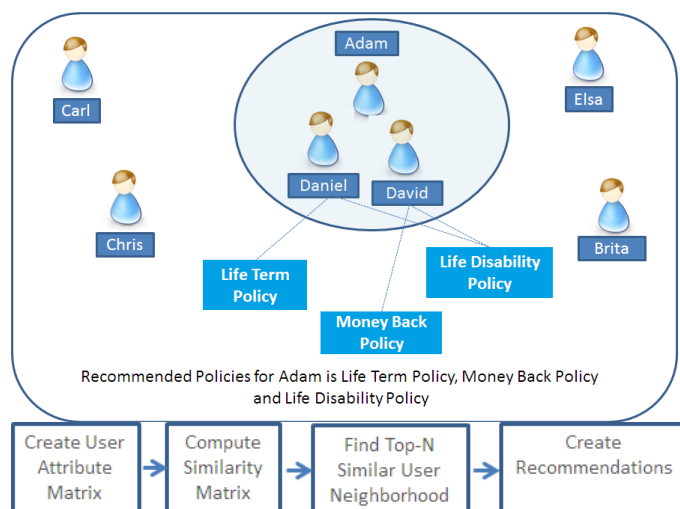 Adam
Carl
Elsa
Daniel
David
Chris
Brita
Life Term
Policy
Life Disability
Policy
Money Back
Policy
Recommended Policies for Adam is Life Term Policy, Money Back Policy
and Life Disability Policy
Create User
Attribute
Matrix
Compute
Similarity
Matrix
Find Top-N
Similar User
Neighborhood
Create
Recommendations